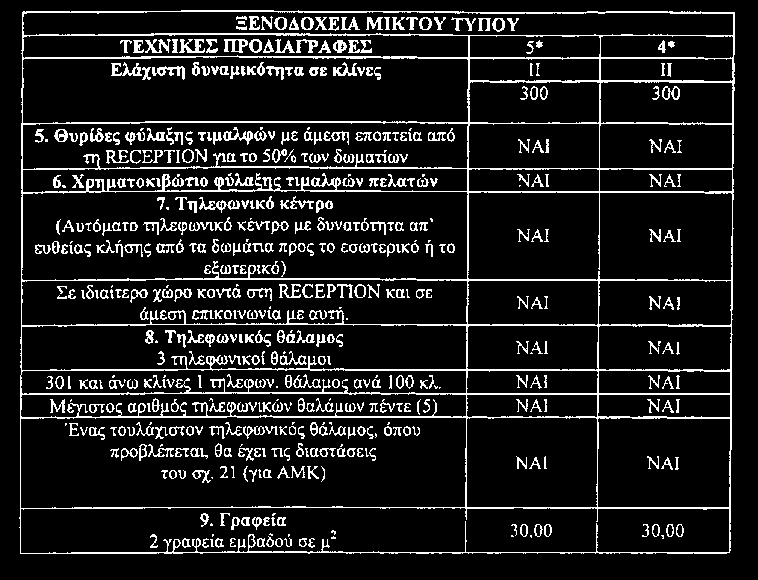 ΞΕΝΟΔΟΧΕΙΑ ΜΙΚΤΟΥ ΤΥΠΟΥ
ΤΕΧΝΙΚΕΣ ΠΡΟΔΙΑΓΡΑΦΕΣ 5* 4*
Ελάχιστη δυναμικότητα σε κλίνες ΙΙ ΙΙ
300 300
5. Θυρίδες φύλαξης τιμαλφών με άμεση εποπτεία από
τη RECEPTION για το 50% των δωματίων ΝΑΙ ΝΑΙ
6. Χρηματοκιβώτιο φύλαξης τιμαλφών πελατών ΝΑΙ ΝΑΙ
7. Τηλεφωνικό κέντρο
(Αυτόματο τηλεφωνικό κέντρο με δυνατότητα απ'
ευθείας κλήσης από τα δωμάτια προς το εσωτερικό ή το
εξωτερικό) ΝΑΙ ΝΑΙ
Σε ιδιαίτερο χώρο κοντά στη RECEPTION και σε
άμεση επικοινωνία με αυτή. ΝΑΙ ΝΑΙ
8. Τηλεφωνικός θάλαμος
3 τηλεφωνικοί θάλαμοι ΝΑΙ ΝΑΙ
301 και άνω κλίνες 1 τηλεφων. θάλαμος ανά 100 κλ. ΝΑΙ ΝΑΙ
Μέγιστος αριθμός τηλεφωνικών θαλάμων πέντε (5) ΝΑΙ ΝΑΙ
Ένας τουλάχιστον τηλεφωνικός θάλαμος, όπου
προβλέπεται, θα έχει τις διαστάσεις
του σχ. 21 (για ΑΜΚ) ΝΑΙ ΝΑΙ
9. Γραφεία
2 γραφεία εμβαδού σε μ² 30,00 30,00